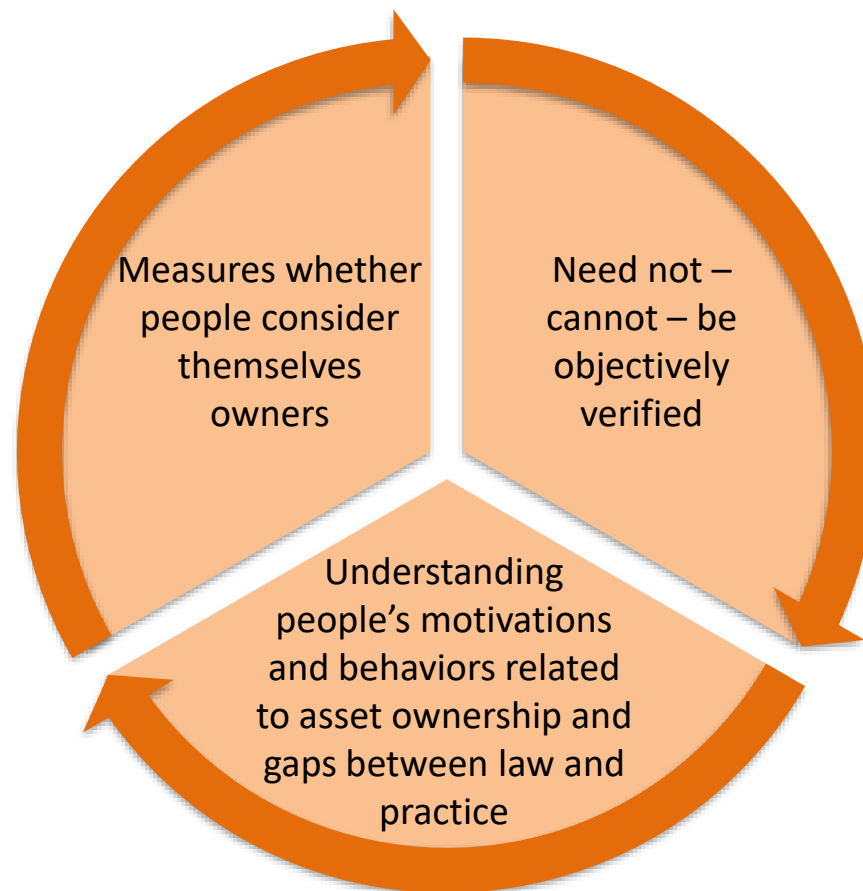 Measures whether
people consider
themselves
owners
Need not –
cannot – be
objectively
verified
Understanding
people’s motivations
and behaviors related
to asset ownership and
gaps between law and
practice